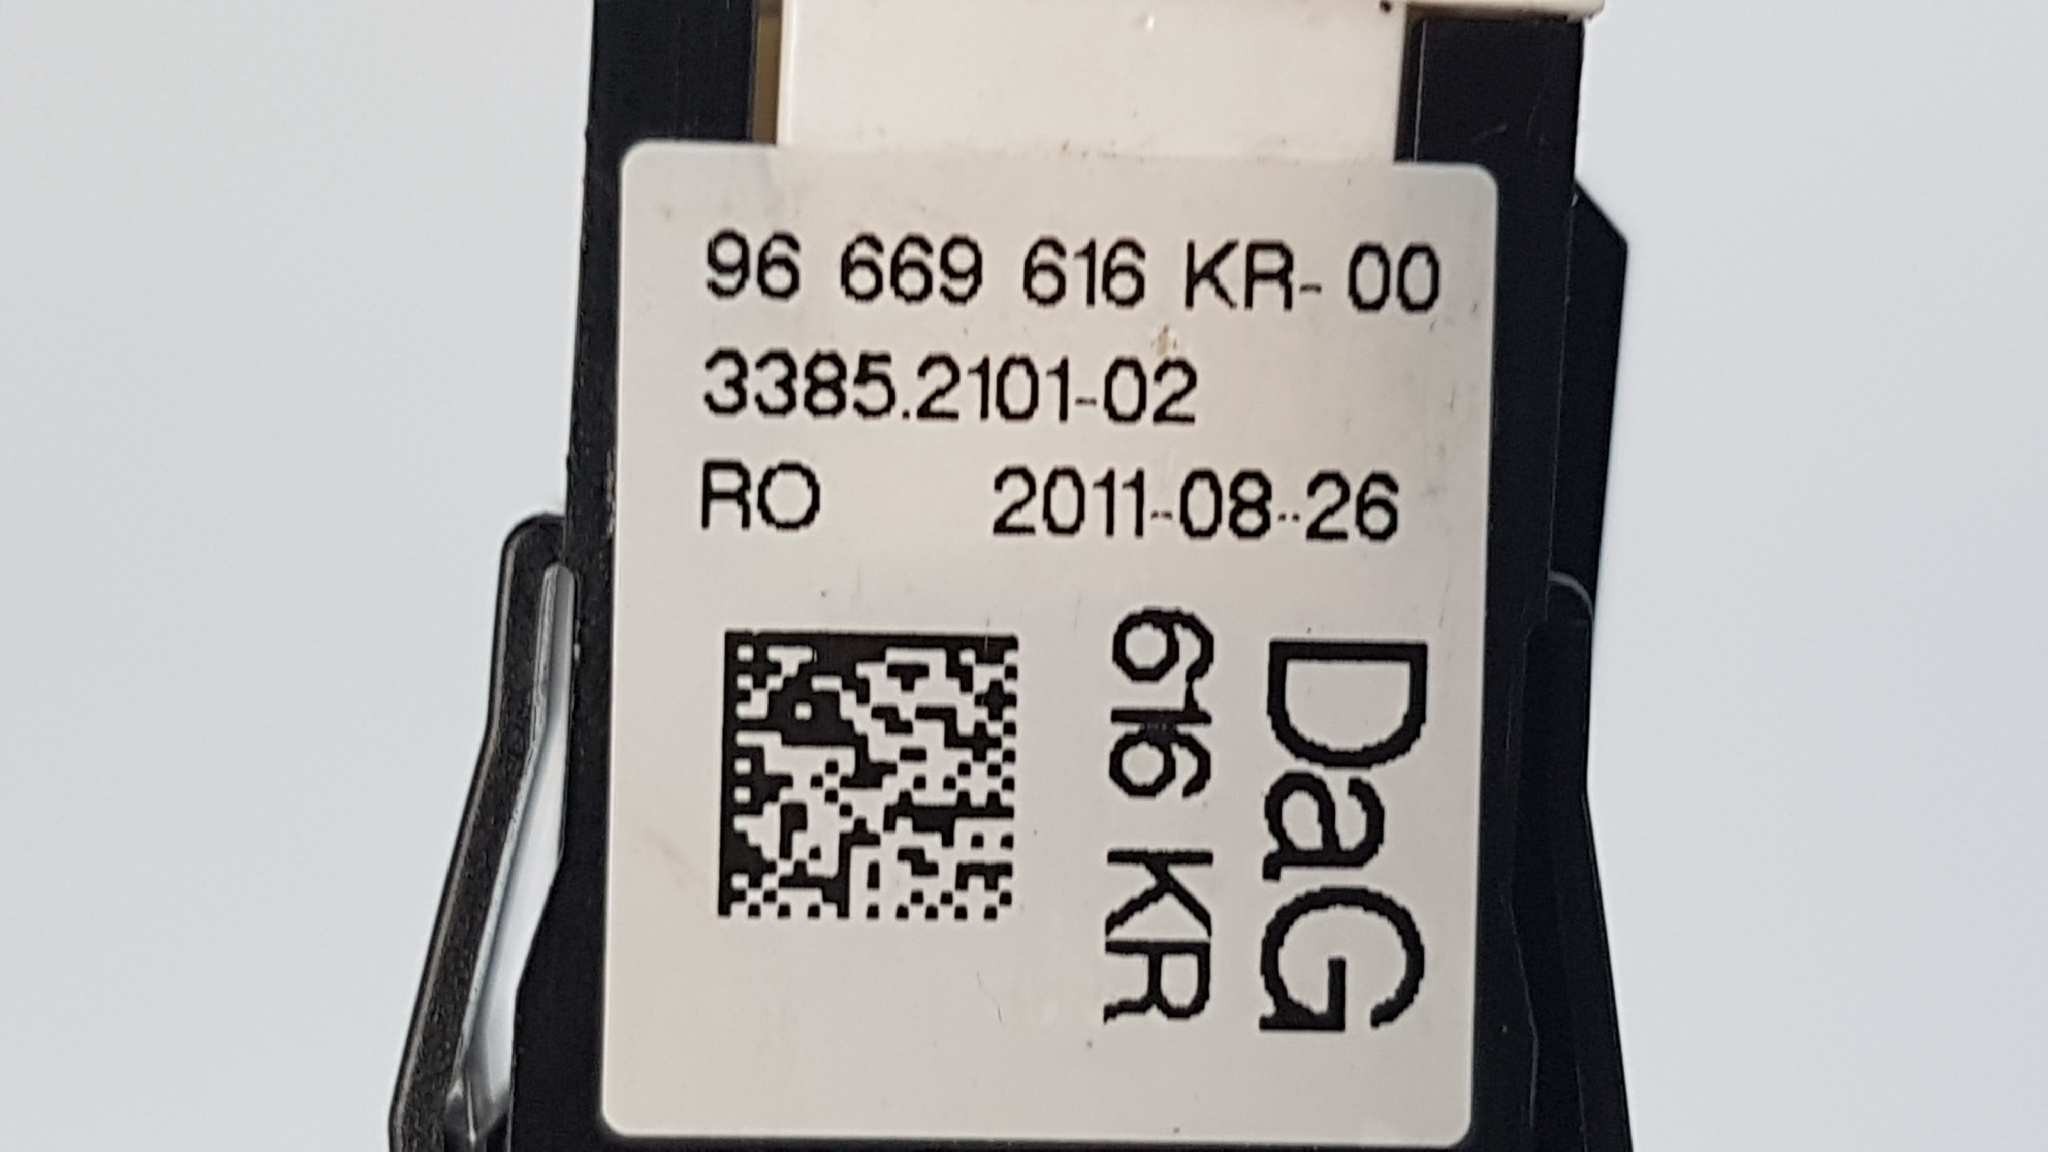 96 669 616 KR-00
3385.2101-02
RO 2011-08-26
DaG
616 KR